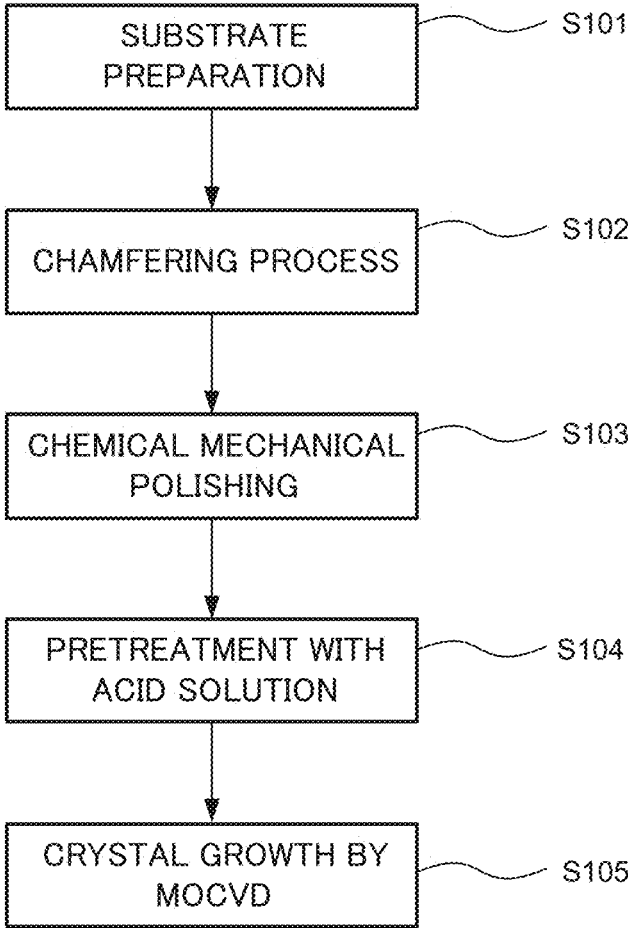 SUBSTRATE
PREPARATION
S101
CHAMFERING PROCESS
S102
CHEMICAL MECHANICAL
POLISHING
S103
PRETREATMENT WITH
ACID SOLUTION
S104
CRYSTAL GROWTH BY
MOCVD
S105